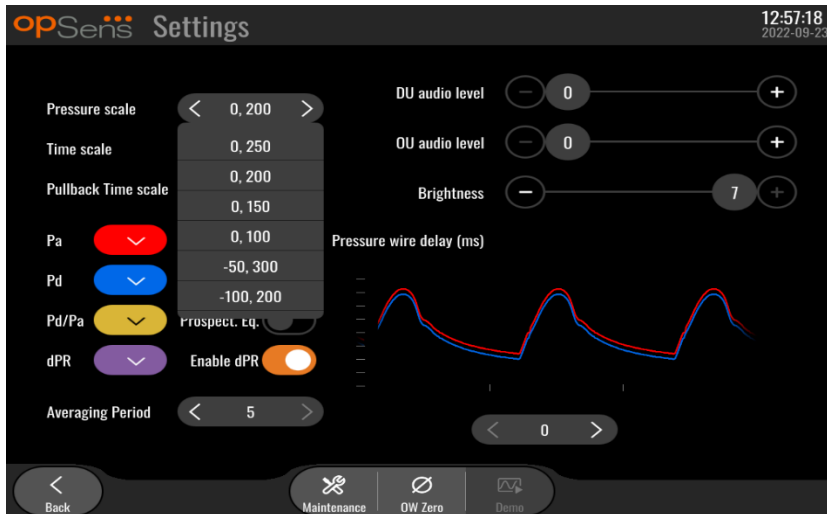 opSens Settings
12:57:18
2022-09-23
Pressure scale
0, 200
Time scale
Pullback Time scale
0, 250
0, 200
0, 150
0, 100
-50, 300
-100, 200
Pa
Pd
Pd/Pa
Prospect. Eq.
dPR
Enable dPR
Averaging Period
5
DU audio level
0
OU audio level
0
Brightness
7
Pressure wire delay (ms)
0
Back
Maintenance
OW Zero
Demo